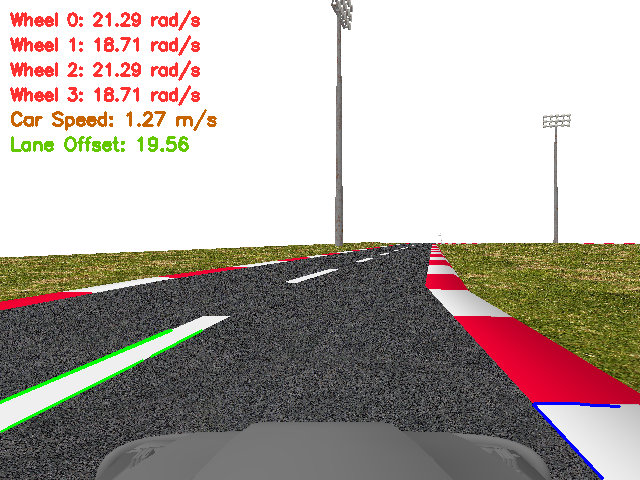 Wheel 0: 21.29 rad/s
Wheel 1: 18.71 rad/s
Wheel 2: 21.29 rad/s
Wheel 3: 18.71 rad/s
Car Speed: 1.27 m/s
Lane Offset: 19.56